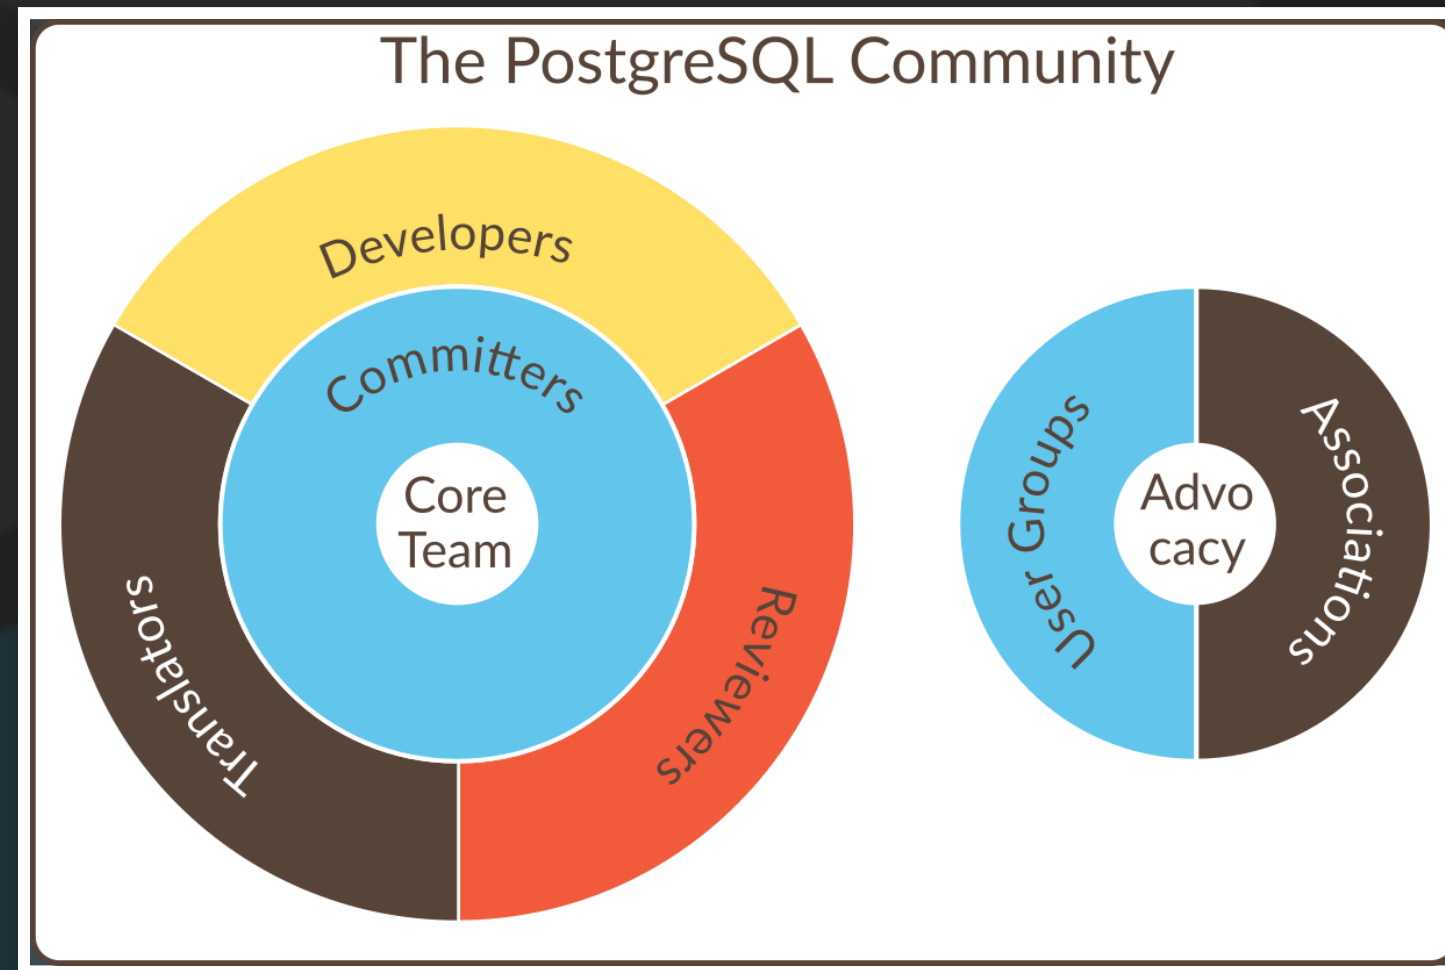 The PostgreSQL Community
Developers
Committers
Core
Team
Translators
Reviewers
User Groups
Advo
cacy
Associations